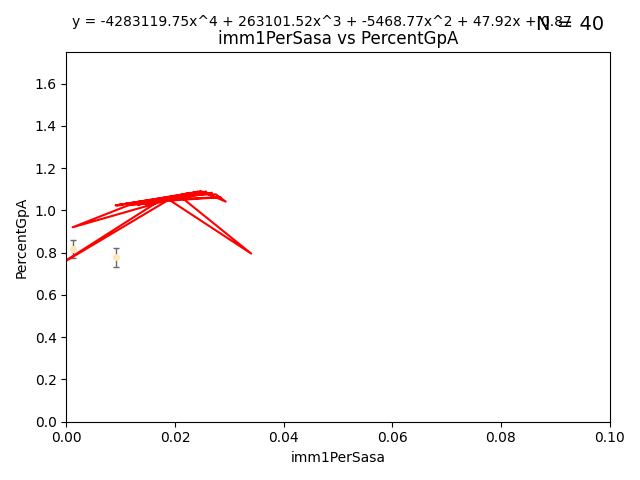 y = -4283119.75x^4 + 263101.52x^3 + -5468.77x^2 + 47.92x +
N = 40
imm1PerSasa vs PercentGpA
PercentGpA
1.6
1.4
1.2
1.0
0.8
0.6
0.4
0.2
0.0
0.00 0.02 0.04 0.06 0.08 0.10
imm1PerSasa